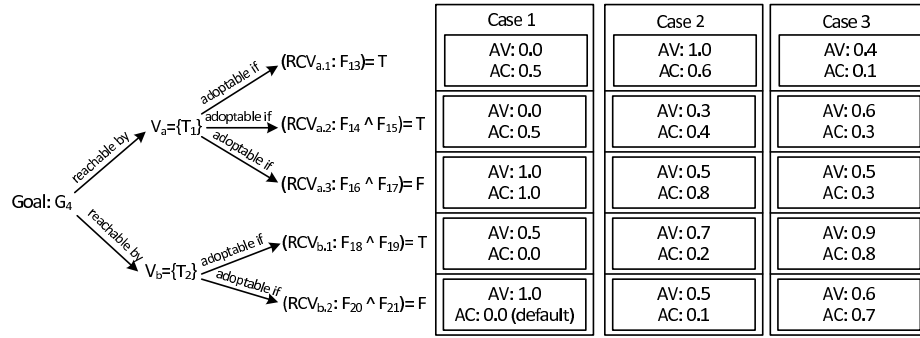 Case 1
Case 2
Case 3
adoptable if
(RCVa.1: F13)= T
AV: 0.0
AC: 0.5
AV: 1.0
AC: 0.6
AV: 0.4
AC: 0.1
Va={T1}
adoptable if
(RCVa.2: F14 ^ F15)= T
AV: 0.0
AC: 0.5
AV: 0.3
AC: 0.4
AV: 0.6
AC: 0.3
reachable by
adoptable if
(RCVa.3: F16 ^ F17)= F
AV: 1.0
AC: 1.0
AV: 0.5
AC: 0.8
AV: 0.5
AC: 0.3
Goal: G4
reachable by
adoptable if
(RCVb.1: F18 ^ F19)= T
AV: 0.5
AC: 0.0
AV: 0.7
AC: 0.2
AV: 0.9
AC: 0.8
Vb={T2}
adoptable if
(RCVb.2: F20 ^ F21)= F
AV: 1.0
AC: 0.0 (default)
AV: 0.5
AC: 0.1
AV: 0.6
AC: 0.7